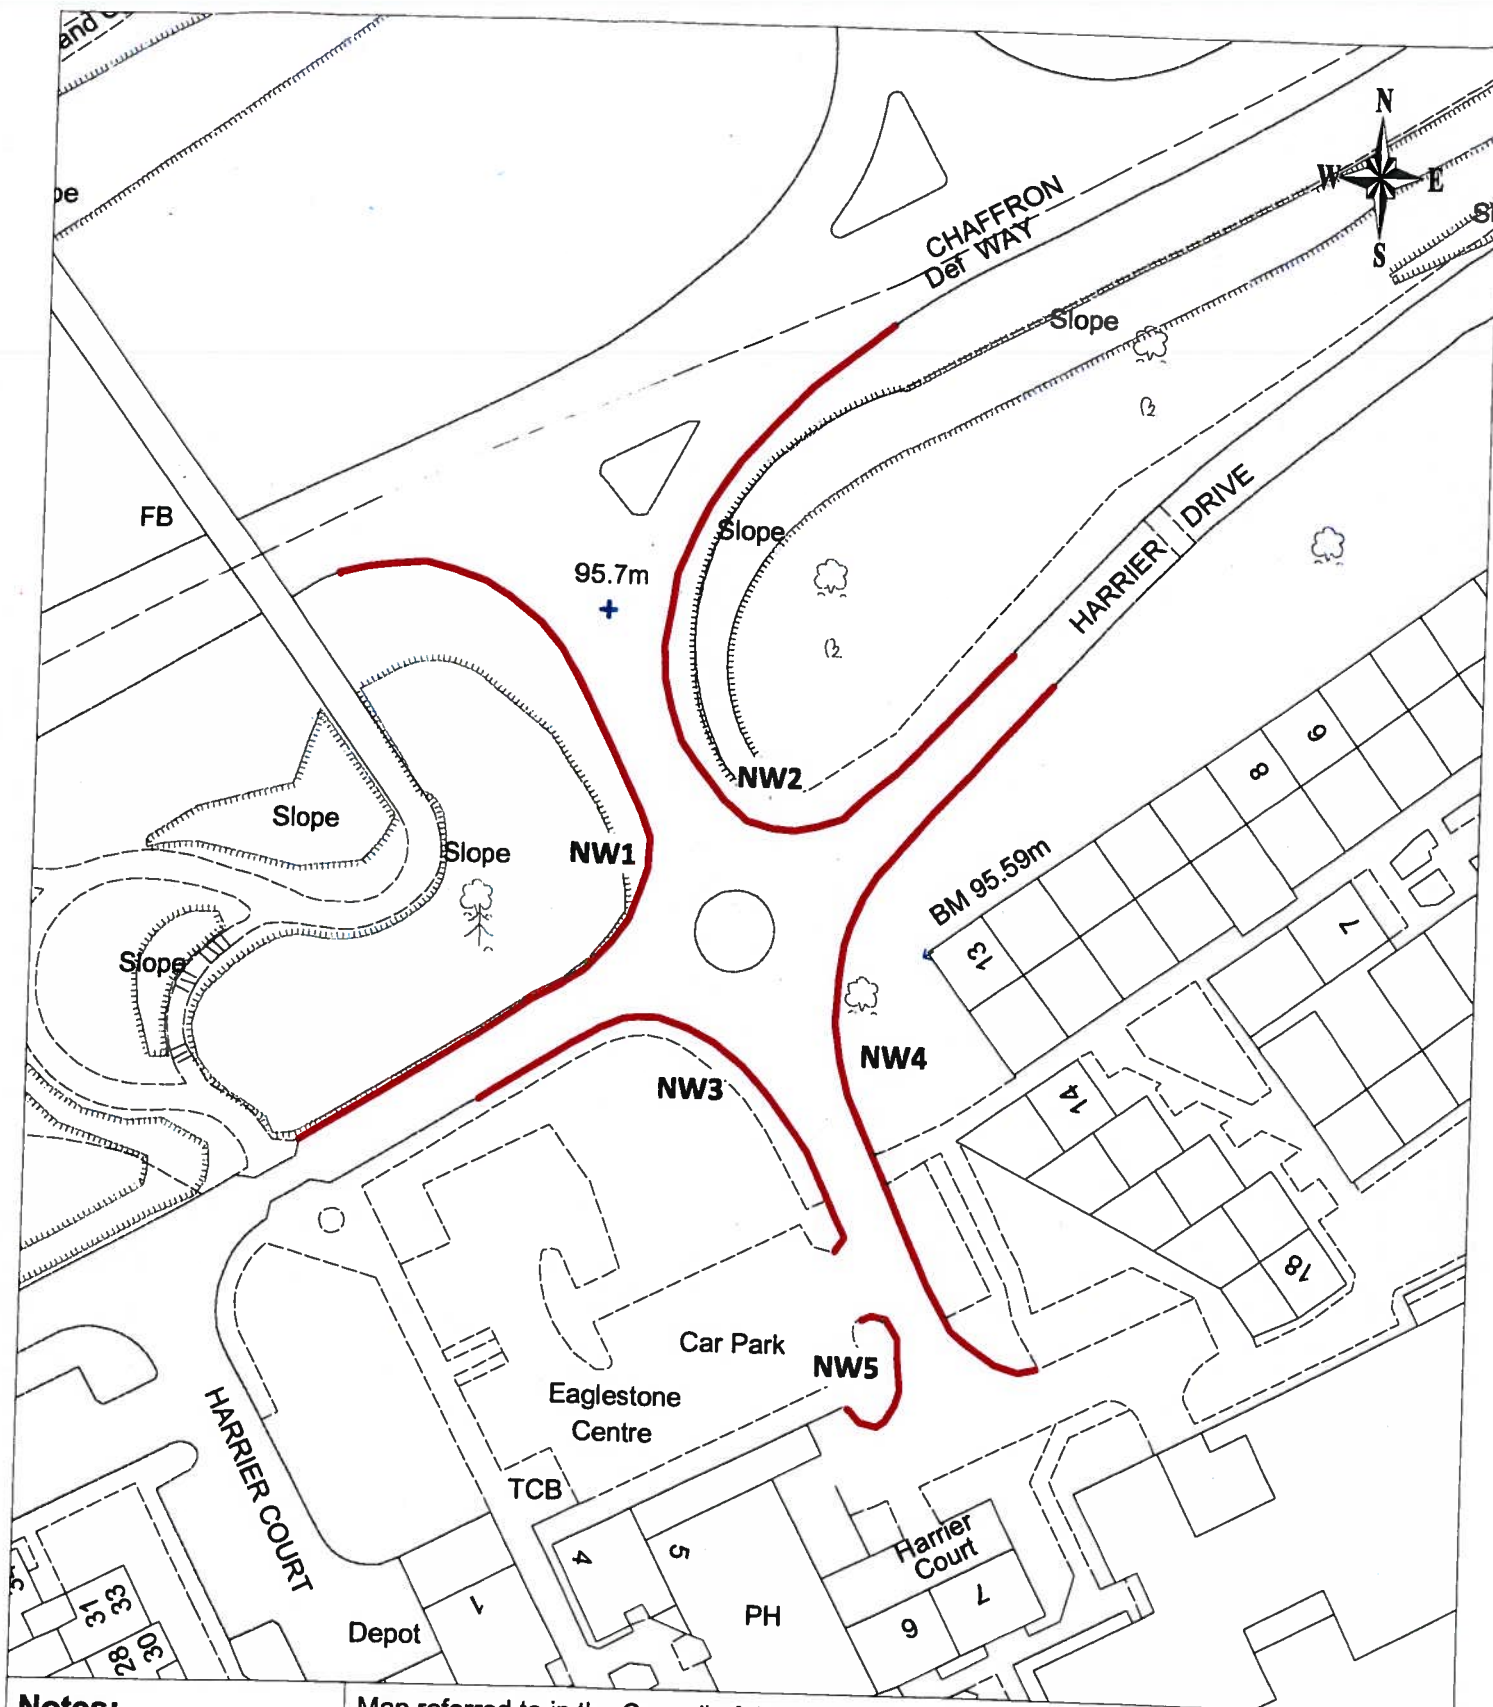 and
N
W
E
S
pe
CHAFFRON
Def WAY
Slope
FB
Slope
95.7m
HARRIER DRIVE
NW2
9
8
Slope
Slope
NW1
BM 95.59m
13
7
Slope
NW4
NW3
14
18
Car Park
NW5
Eaglestone
Centre
HARRIER COURT
TCB
4
5
Harrier
Court
1
7
6
PH
Depot
31
33
28
30
Notes:
Map referred to in the